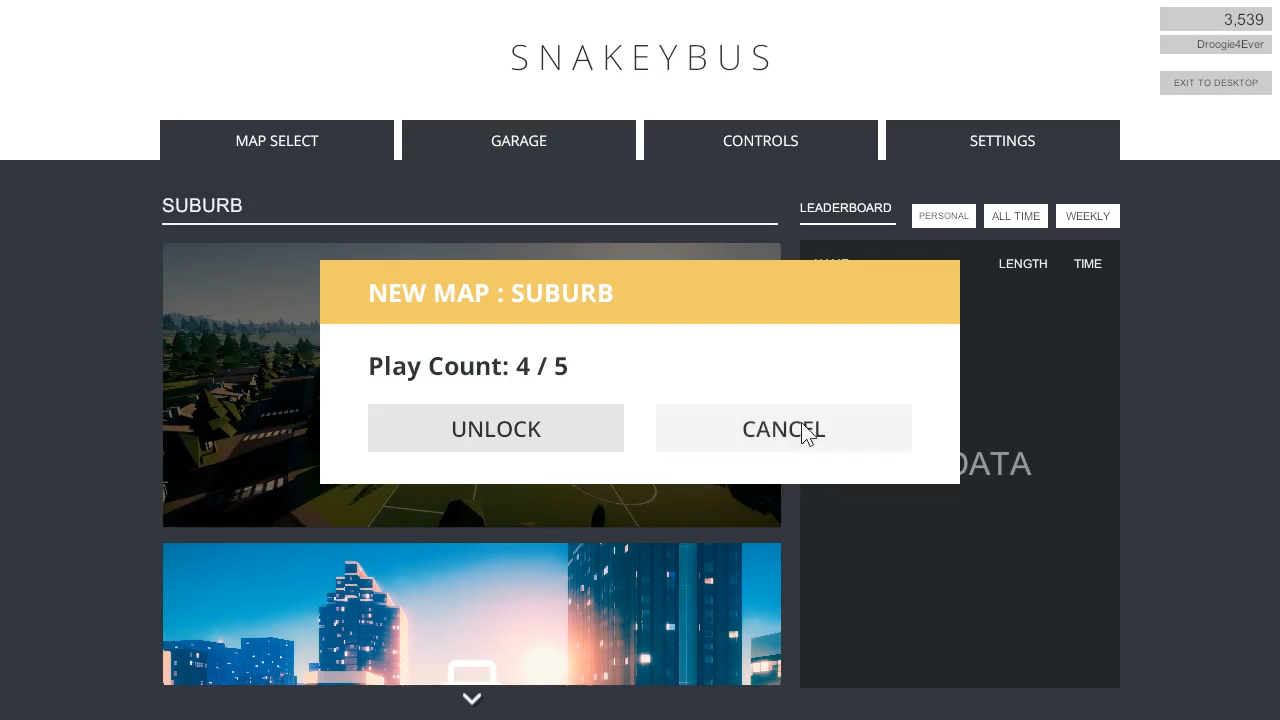 3,539
Droogie4Ever
SNAKEYBUS
EXIT TO DESKTOP
MAP SELECT
GARAGE
CONTROLS
SETTINGS
SUBURB
LEADERBOARD
PERSONAL
ALL TIME
WEEKLY
LENGTH
TIME
NEW MAP : SUBURB
Play Count: 4 / 5
UNLOCK
CANCEL
DATA